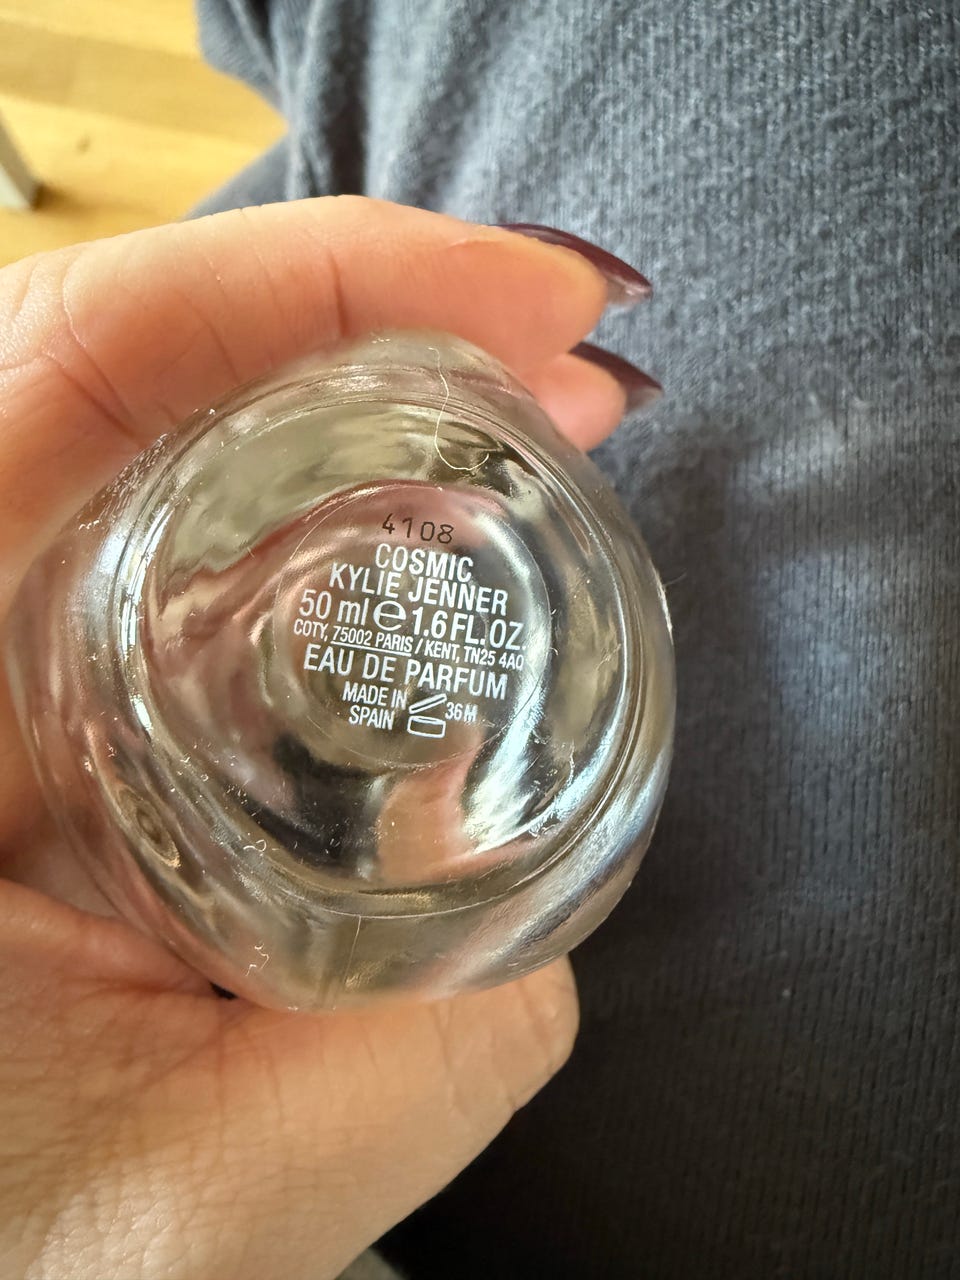 4108
COSMIC
KYLIE JENNER
50 ml e 1.6 FL.OZ.
COTY, 75002 PARIS / KENT, TN25 4AQ
EAU DE PARFUM
MADE IN
SPAIN
36M